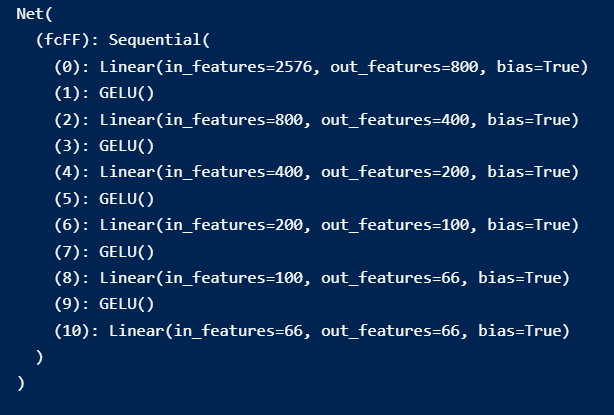 Net(
(fcFF): Sequential(
(0): Linear(in_features=2576, out_features=800, bias=True)
(1): GELU()
(2): Linear(in_features=800, out_features=400, bias=True)
(3): GELU()
(4): Linear(in_features=400, out_features=200, bias=True)
(5): GELU()
(6): Linear(in_features=200, out_features=100, bias=True)
(7): GELU()
(8): Linear(in_features=100, out_features=66, bias=True)
(9): GELU()
(10): Linear(in_features=66, out_features=66, bias=True)
)
)